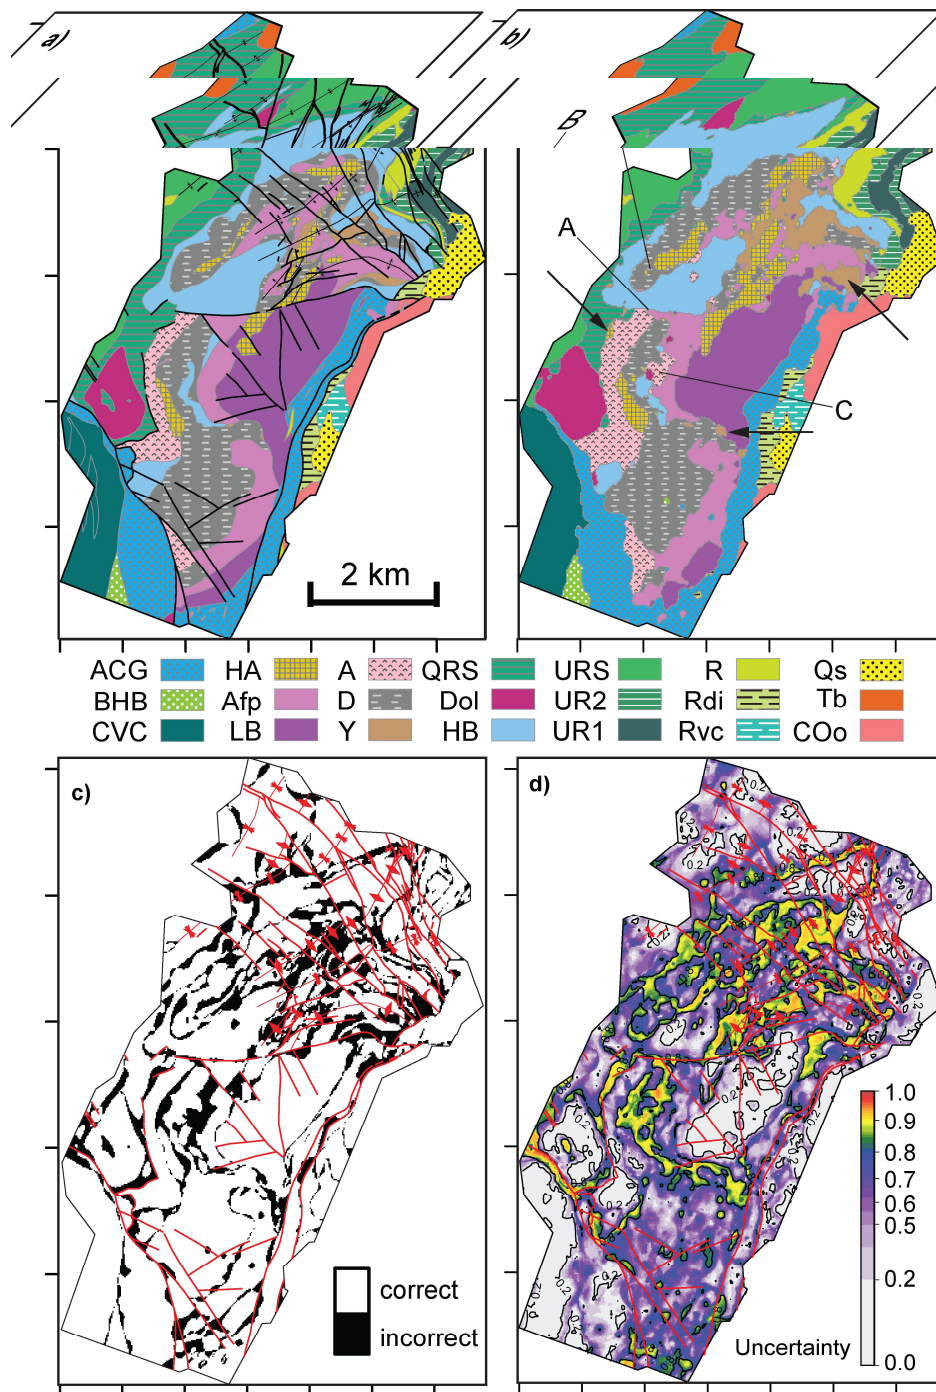 a)
b)
B
A
C
2 km
ACG HA A QRS URS R Qs
BHB Afp D Dol UR2 Rdi Tb
CVC LB Y HB UR1 Rvc COo
c)
d)
correct
incorrect
1.0
0.9
0.8
0.7
0.6
0.5
0.2
0.0
Uncertainty